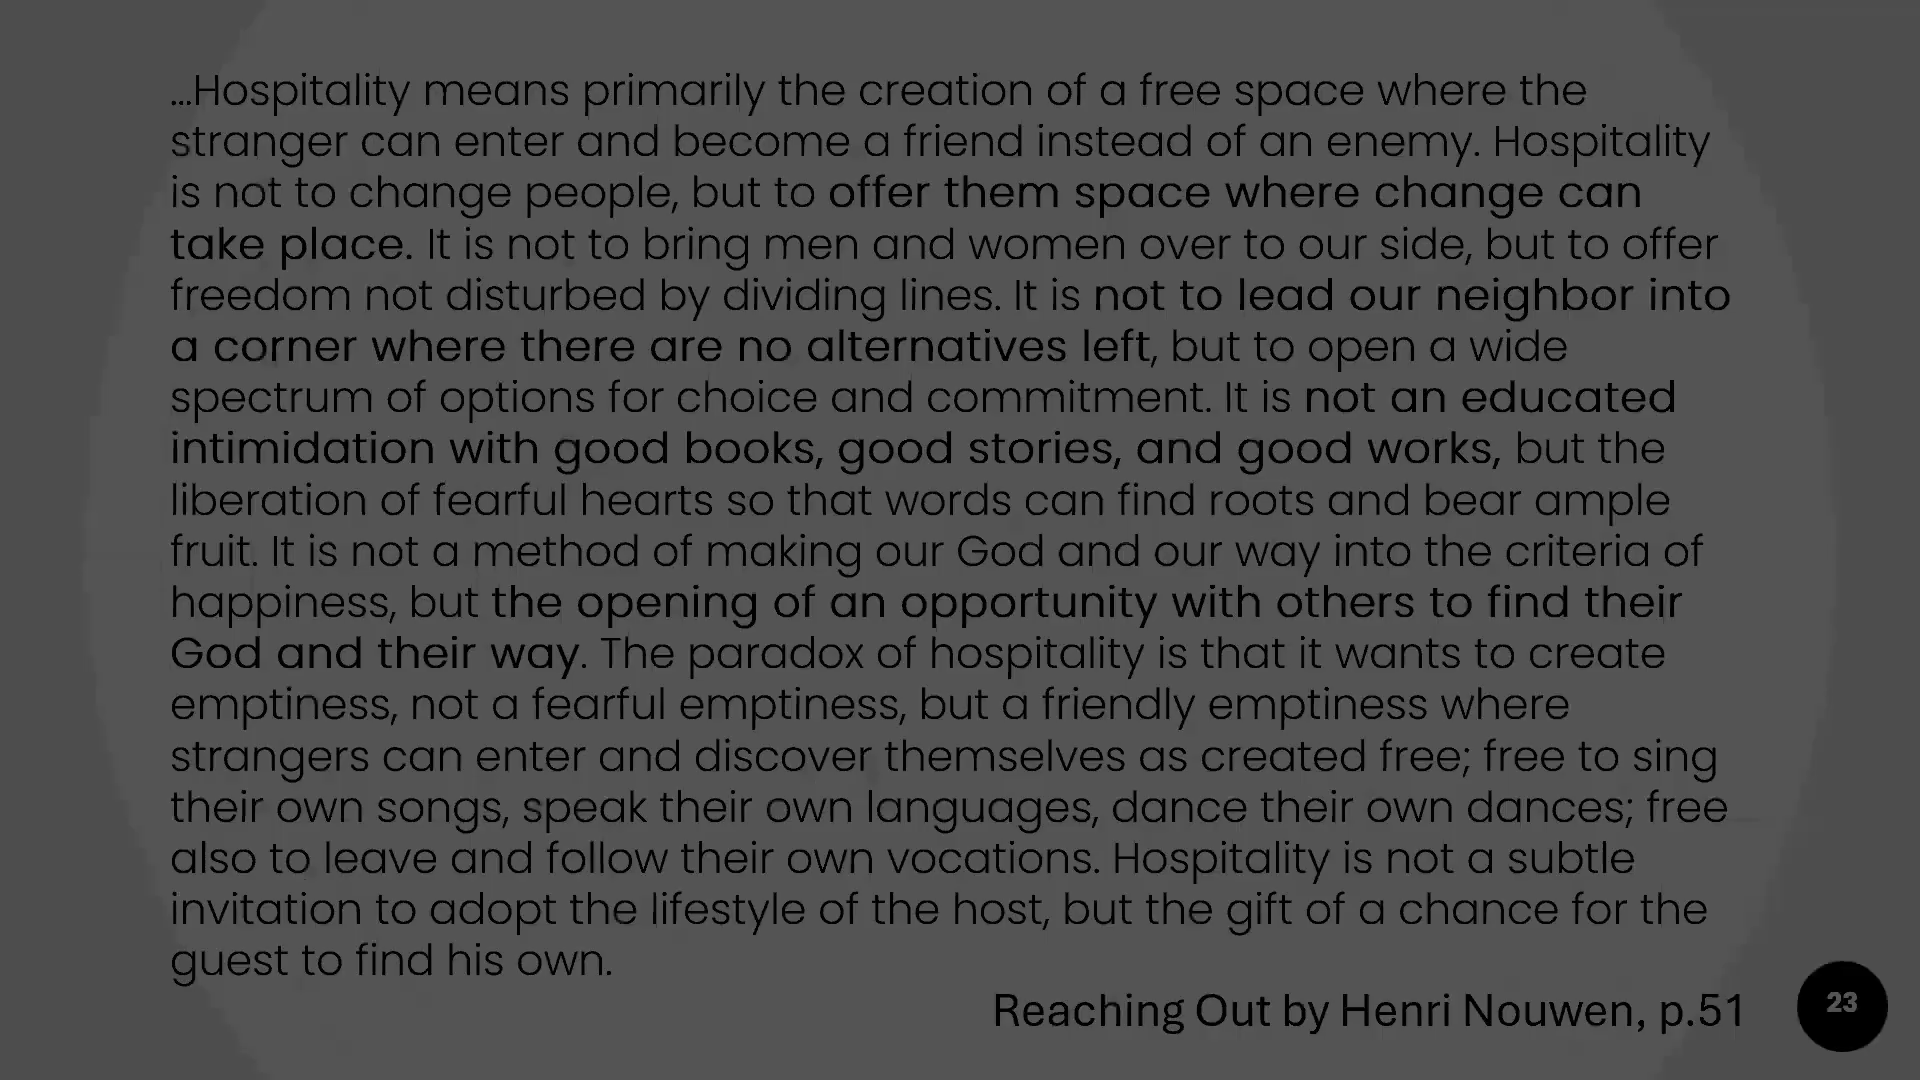 ...Hospitality means primarily the creation of a free space where the
stranger can enter and become a friend instead of an enemy. Hospitality
is not to change people, but to offer them space where change can
take place. It is not to bring men and women over to our side, but to offer
freedom not disturbed by dividing lines. It is not to lead our neighbor into
a corner where there are no alternatives left, but to open a wide
spectrum of options for choice and commitment. It is not an educated
intimidation with good books, good stories, and good works, but the
liberation of fearful hearts so that words can find roots and bear ample
fruit. It is not a method of making our God and our way into the criteria of
happiness, but the opening of an opportunity with others to find their
God and their way. The paradox of hospitality is that it wants to create
emptiness, not a fearful emptiness, but a friendly emptiness where
strangers can enter and discover themselves as created free; free to sing
their own songs, speak their own languages, dance their own dances; free
also to leave and follow their own vocations. Hospitality is not a subtle
invitation to adopt the lifestyle of the host, but the gift of a chance for the
guest to find his own.
Reaching Out by Henri Nouwen, p.51
23